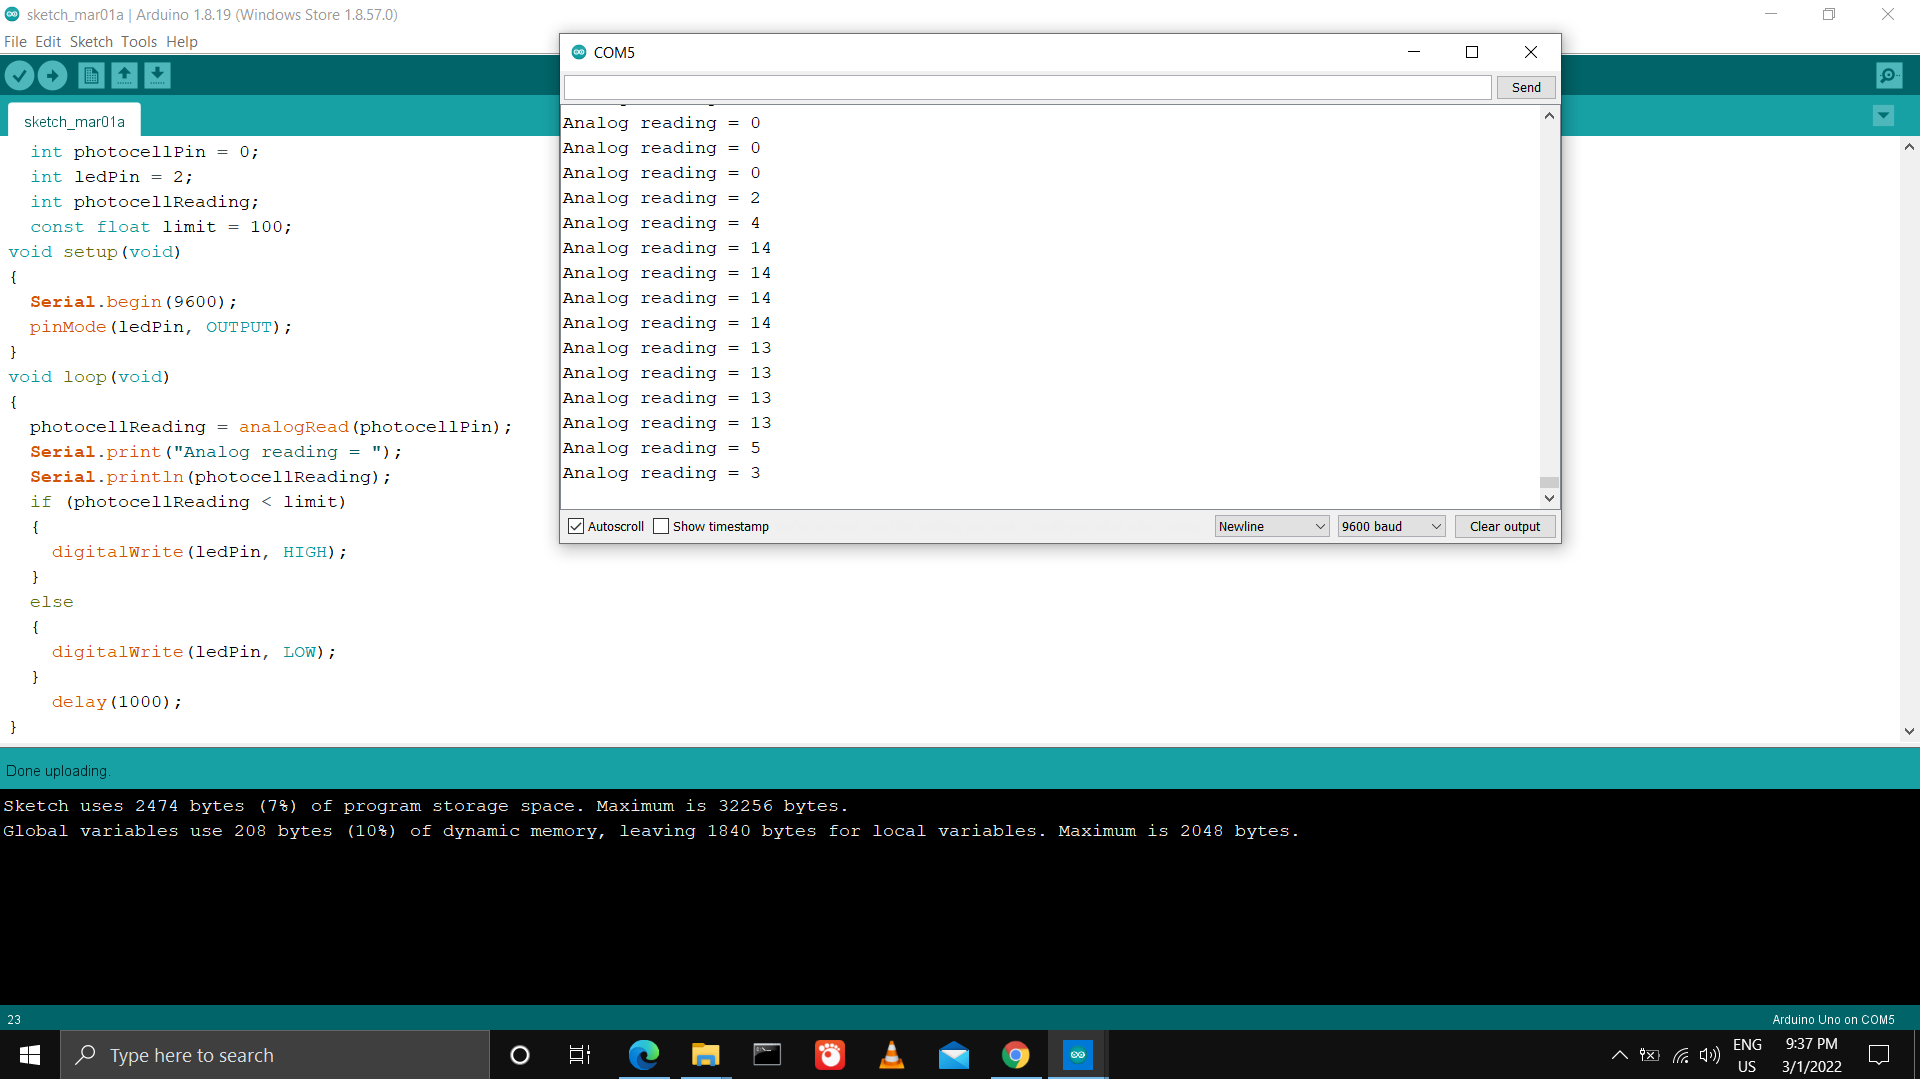 sketch_mar01a | Arduino 1.8.19 (Windows Store 1.8.57.0)
File Edit Sketch Tools Help
sketch_mar01a
int photocellPin = 0;
int ledPin = 2;
int photocellReading;
const float limit = 100;
void setup(void)
{
Serial.begin(9600);
pinMode(ledPin, OUTPUT);
}
void loop(void)
{
photocellReading = analogRead(photocellPin);
Serial.print("Analog reading = ");
Serial.println(photocellReading);
if (photocellReading < limit)
{
digitalWrite(ledPin, HIGH);
}
else
{
digitalWrite(ledPin, LOW);
}
delay(1000);
}
COM5
Send
Analog reading = 0
Analog reading = 0
Analog reading = 0
Analog reading = 2
Analog reading = 4
Analog reading = 14
Analog reading = 14
Analog reading = 14
Analog reading = 14
Analog reading = 13
Analog reading = 13
Analog reading = 13
Analog reading = 13
Analog reading = 5
Analog reading = 3
Autoscroll Show timestamp Newline 9600 baud Clear output
Done uploading.
Sketch uses 2474 bytes (7%) of program storage space. Maximum is 32256 bytes.
Global variables use 208 bytes (10%) of dynamic memory, leaving 1840 bytes for local variables. Maximum is 2048 bytes.
23 Arduino Uno on COM5
Type here to search
ENG
US
9:37 PM
3/1/2022